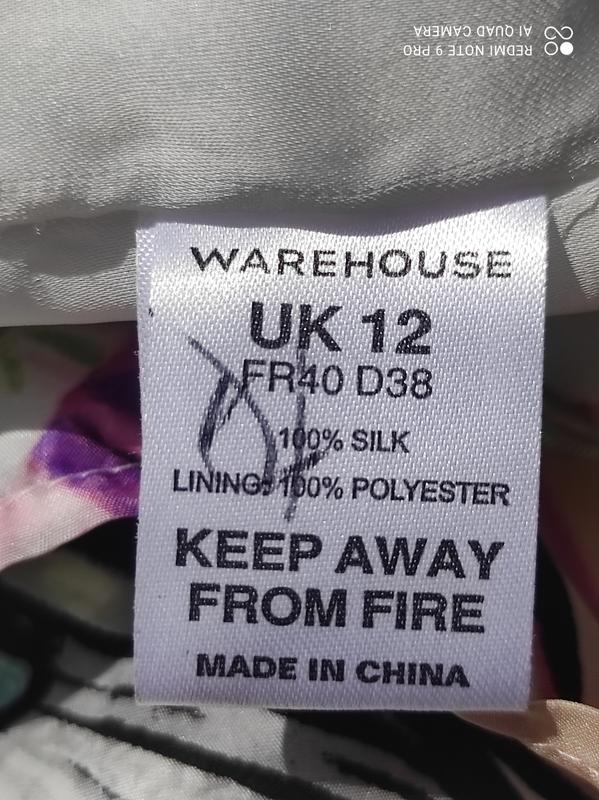 REDMI NOTE 9 PRO
AI QUAD CAMERA
WAREHOUSE
UK 12
FR40 D38
100% SILK
LINING: 100% POLYESTER
KEEP AWAY
FROM FIRE
MADE IN CHINA